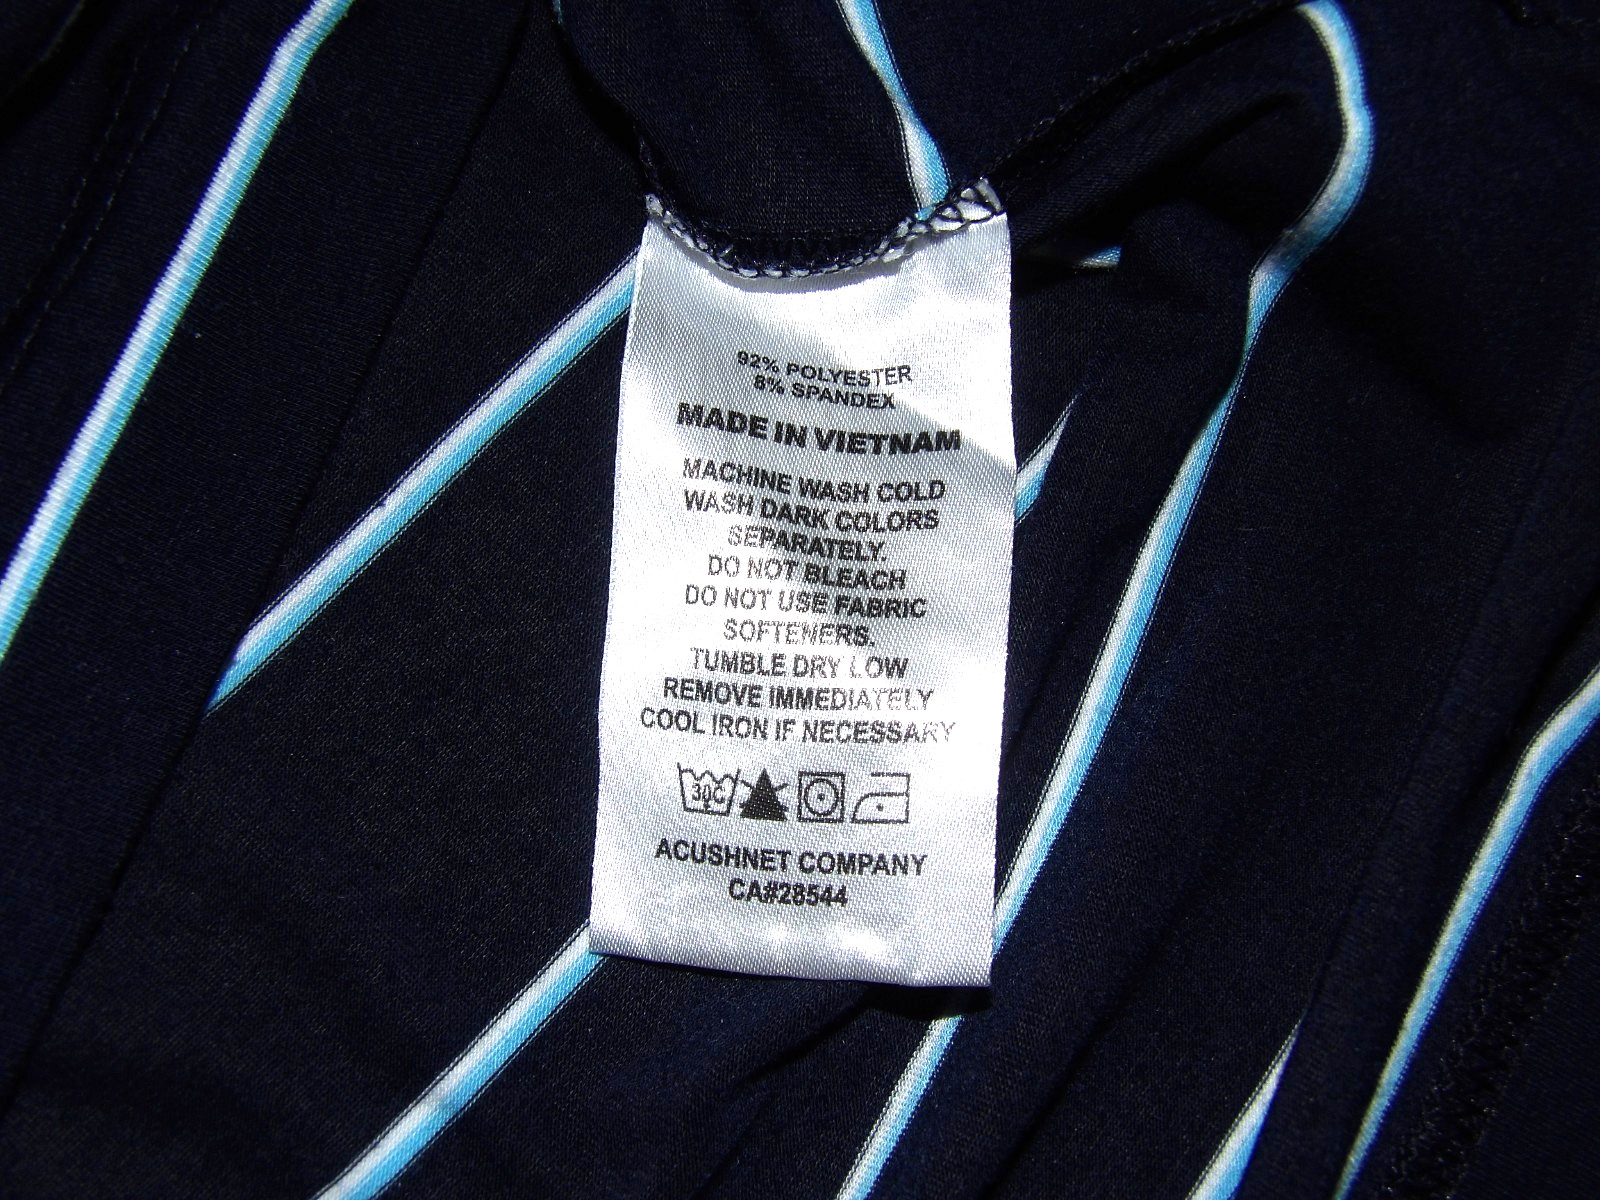 92% POLYESTER
8% SPANDEX
MADE IN VIETNAM
MACHINE WASH COLD
WASH DARK COLORS
SEPARATELY.
DO NOT BLEACH
DO NOT USE FABRIC
SOFTENERS.
TUMBLE DRY LOW
REMOVE IMMEDIATELY
COOL IRON IF NECESSARY
30C
ACUSHNET COMPANY
CA#28544